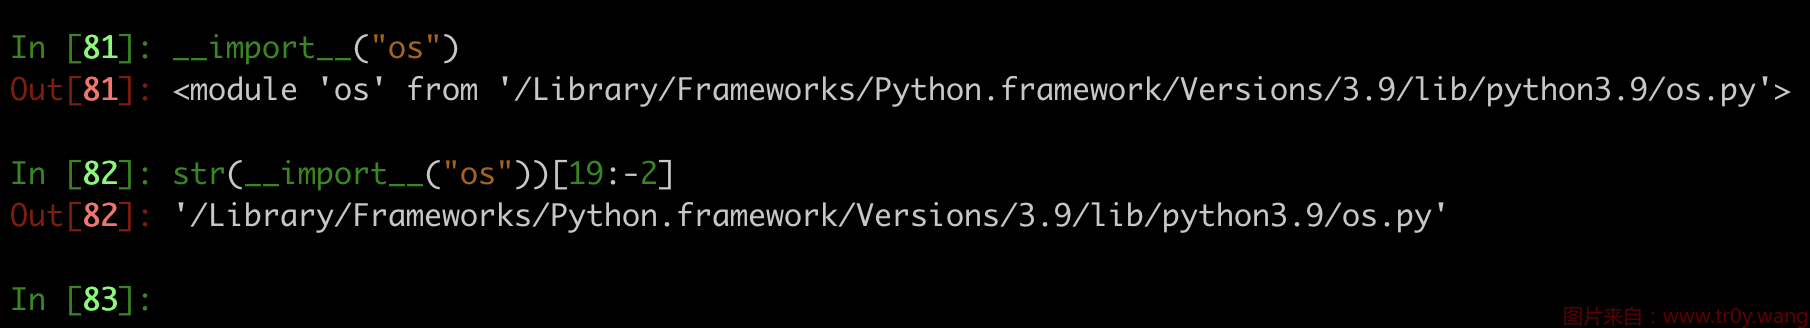 In [81]: __import__("os")
Out[81]: <module 'os' from '/Library/Frameworks/Python.framework/Versions/3.9/lib/python3.9/os.py'>
In [82]: str(__import__("os"))[19:-2]
Out[82]: '/Library/Frameworks/Python.framework/Versions/3.9/lib/python3.9/os.py'
In [83]:
图片来自：www.tr0y.wang